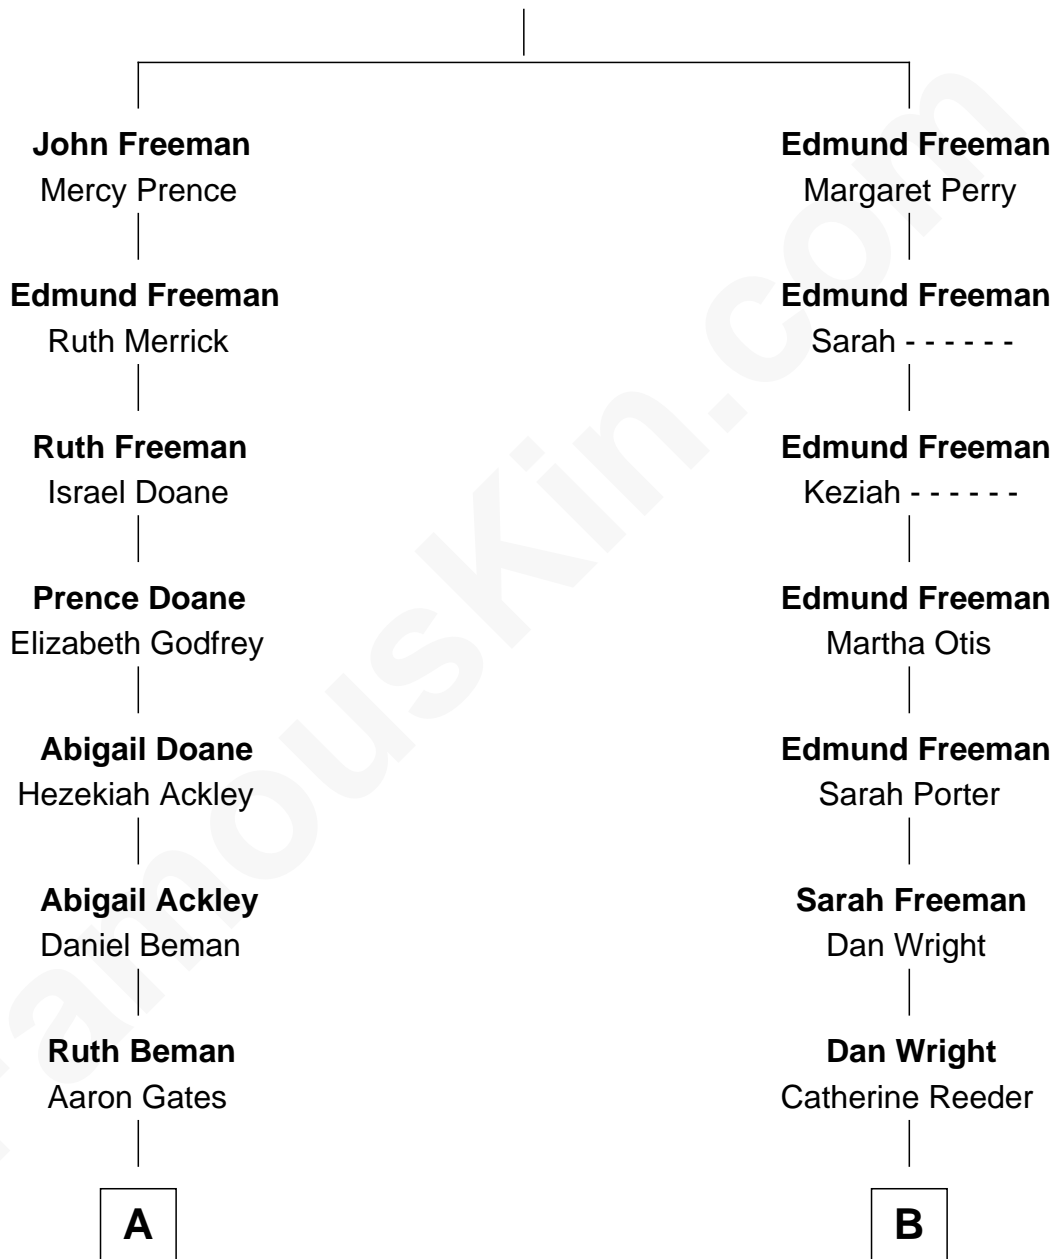 John Freeman
Mercy Prence
Edmund Freeman
Ruth Merrick
Ruth Freeman
Israel Doane
Prence Doane
Elizabeth Godfrey
Abigail Doane
Hezekiah Ackley
Abigail Ackley
Daniel Beman
Ruth Beman
Aaron Gates
A
Edmund Freeman
Margaret Perry
Edmund Freeman
Sarah - - - - - -
Edmund Freeman
Keziah - - - - - -
Edmund Freeman
Martha Otis
Edmund Freeman
Sarah Porter
Sarah Freeman
Dan Wright
Dan Wright
Catherine Reeder
B
FamousKin.com